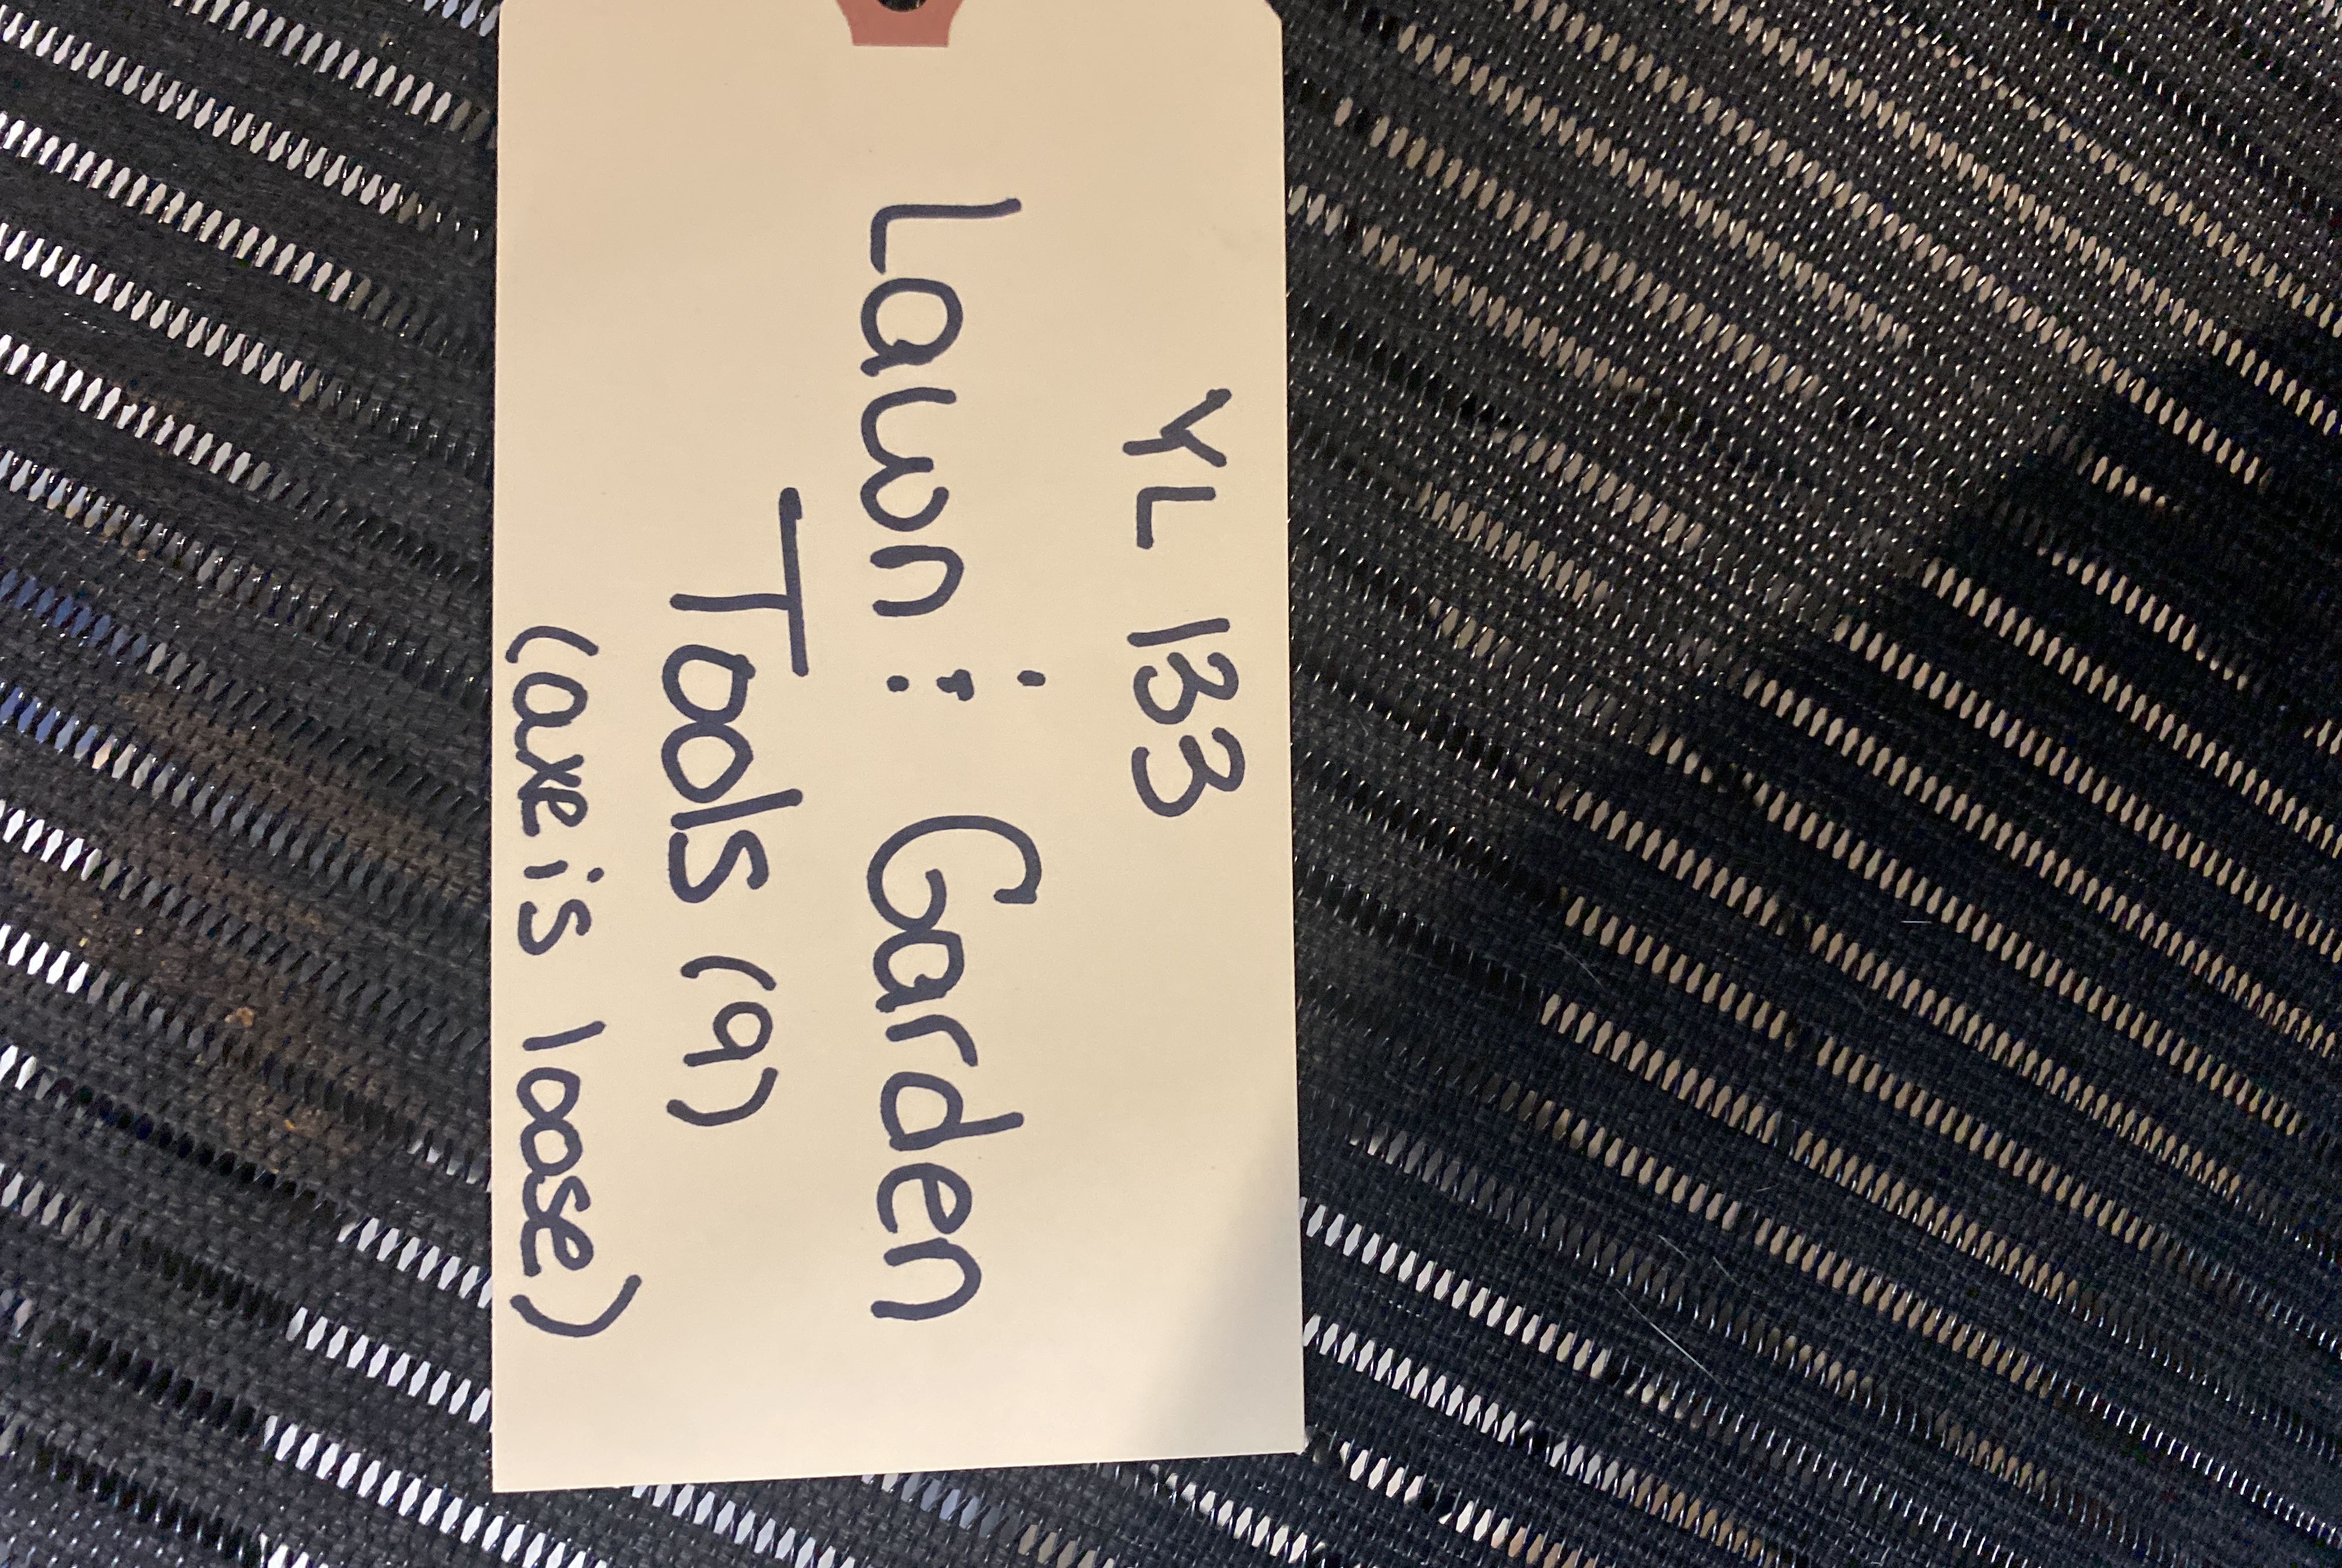 YL 133
Lawn : Garden
Tools (9)
(axe is loose)